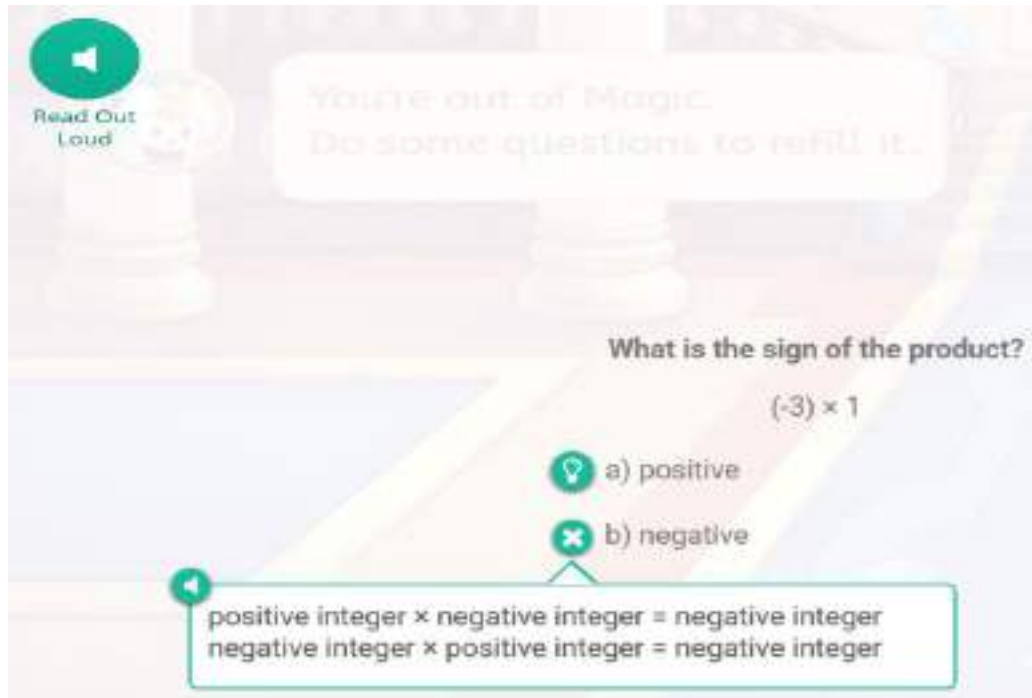 Read Out
Loud
You're out of Magic.
Do some questions to refill it.
What is the sign of the product?
(-3) × 1
a) positive
b) negative
positive integer × negative integer = negative integer
negative integer × positive integer = negative integer